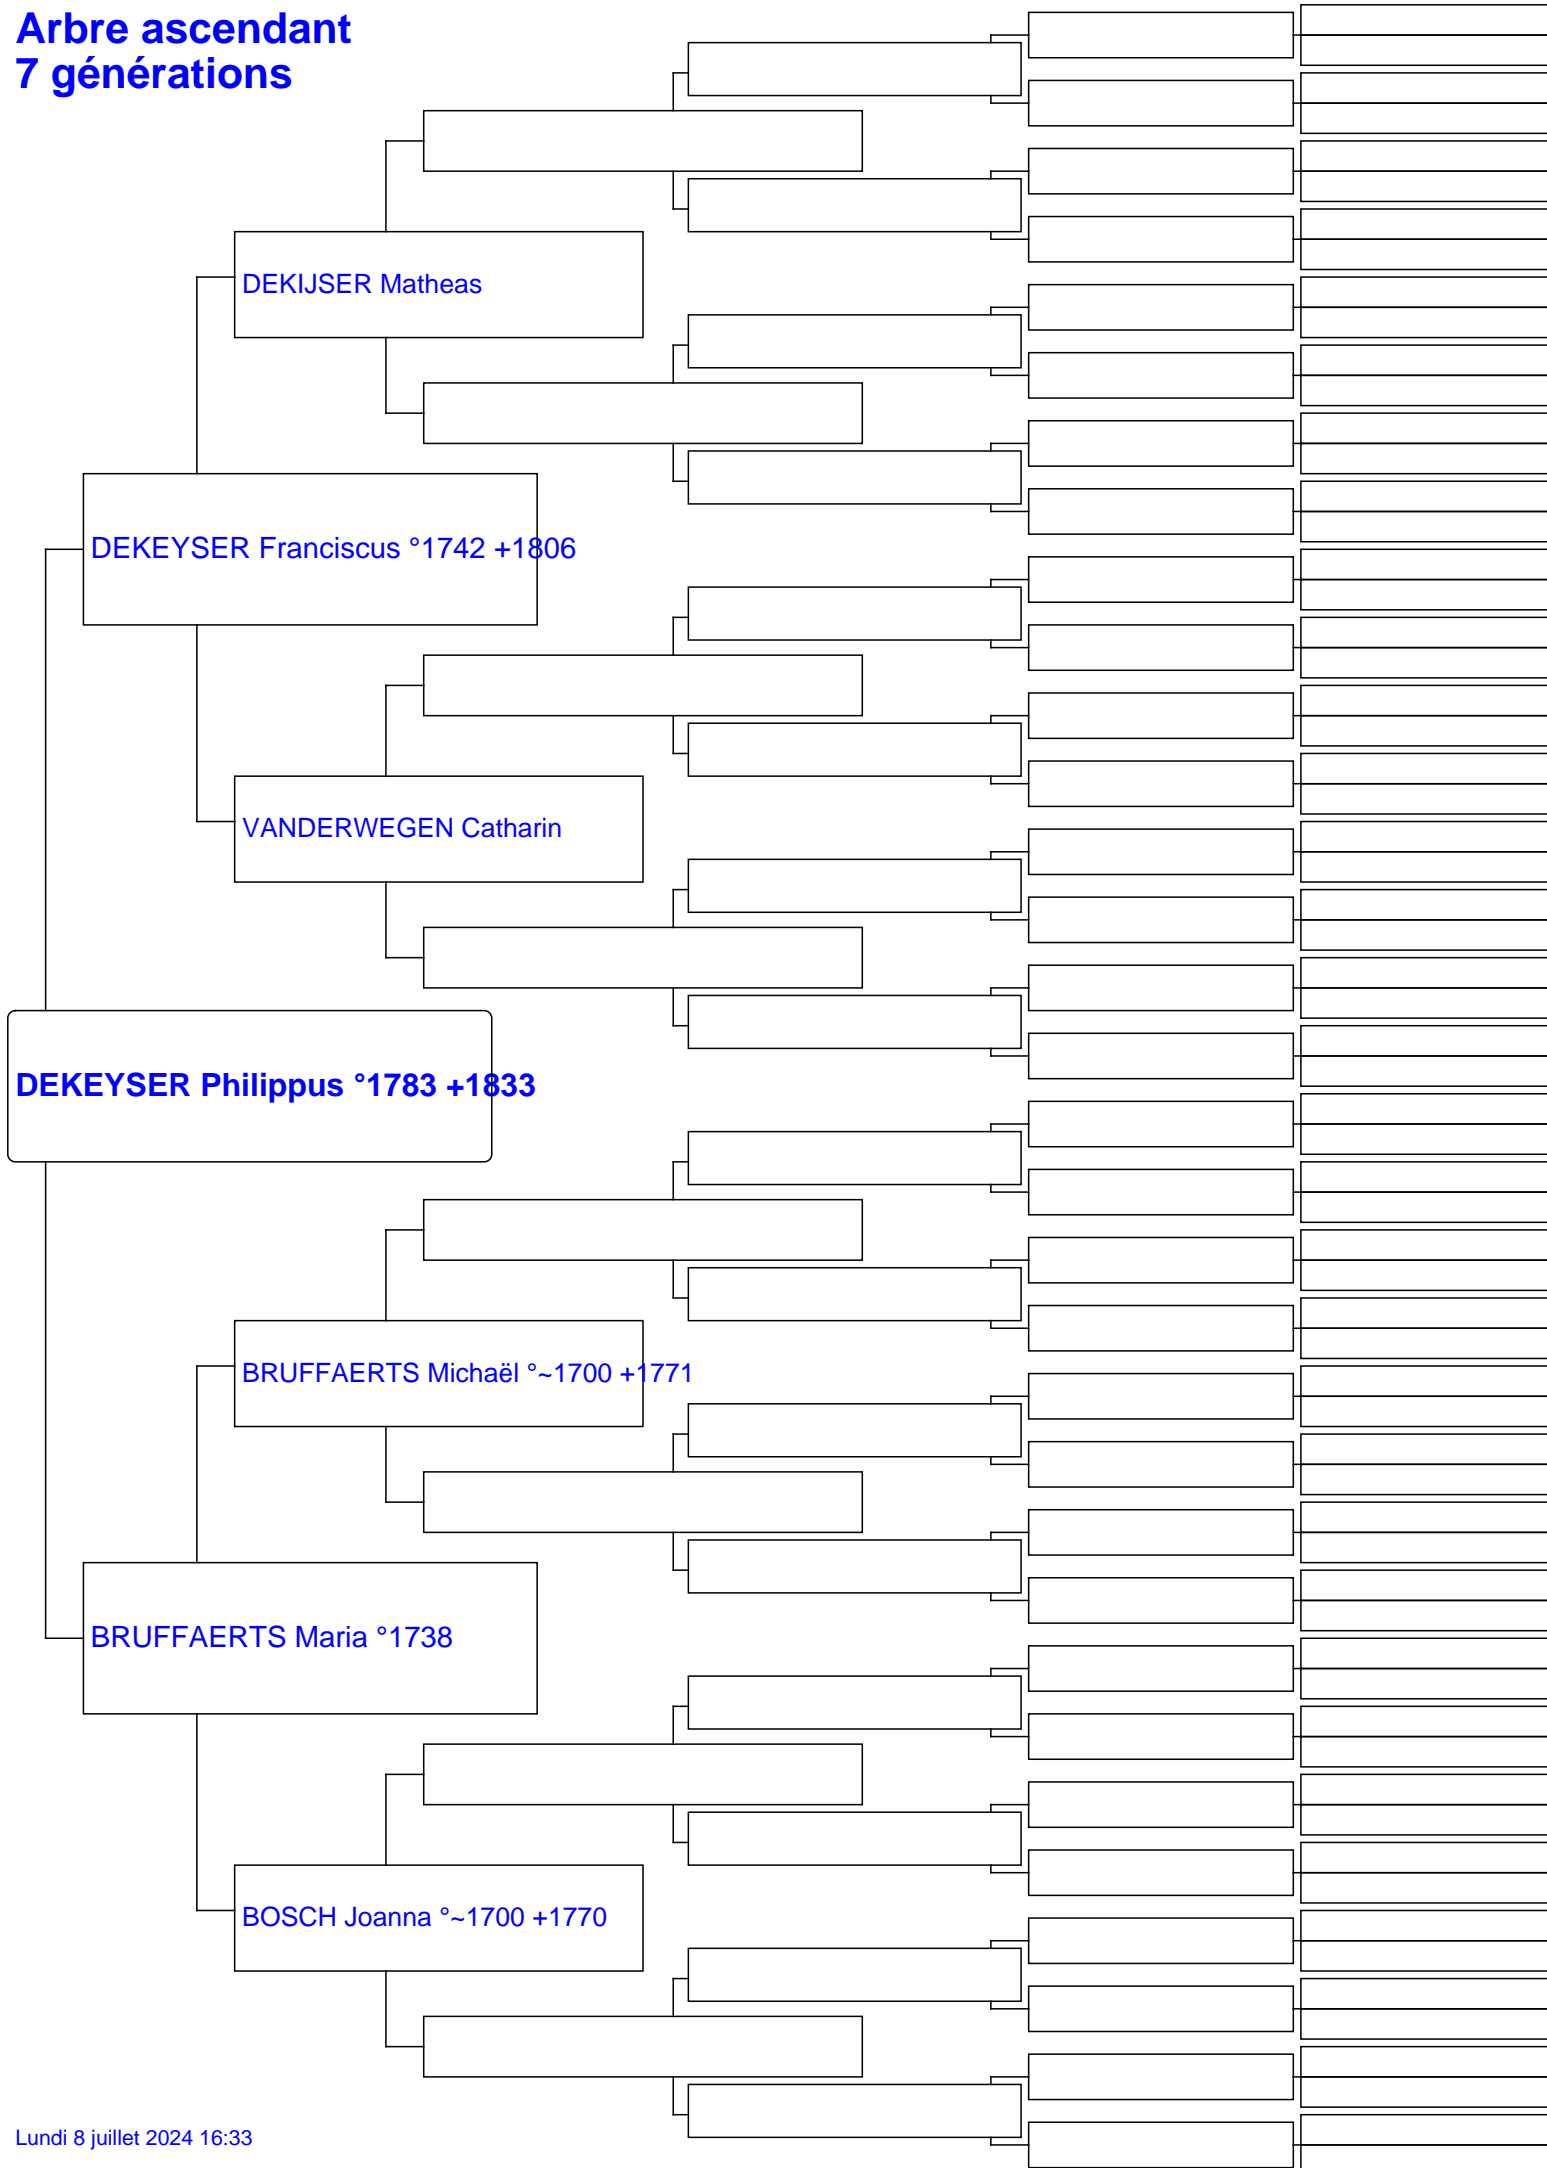 Arbre ascendant
7 générations
DEKIJSER Matheas
DEKEYSER Franciscus °1742 +1806
VANDERWEGEN Catharin
DEKEYSER Philippus °1783 +1833
BRUFFAERTS Michaël °~1700 +1771
BRUFFAERTS Maria °1738
BOSCH Joanna °~1700 +1770
Lundi 8 juillet 2024 16:33